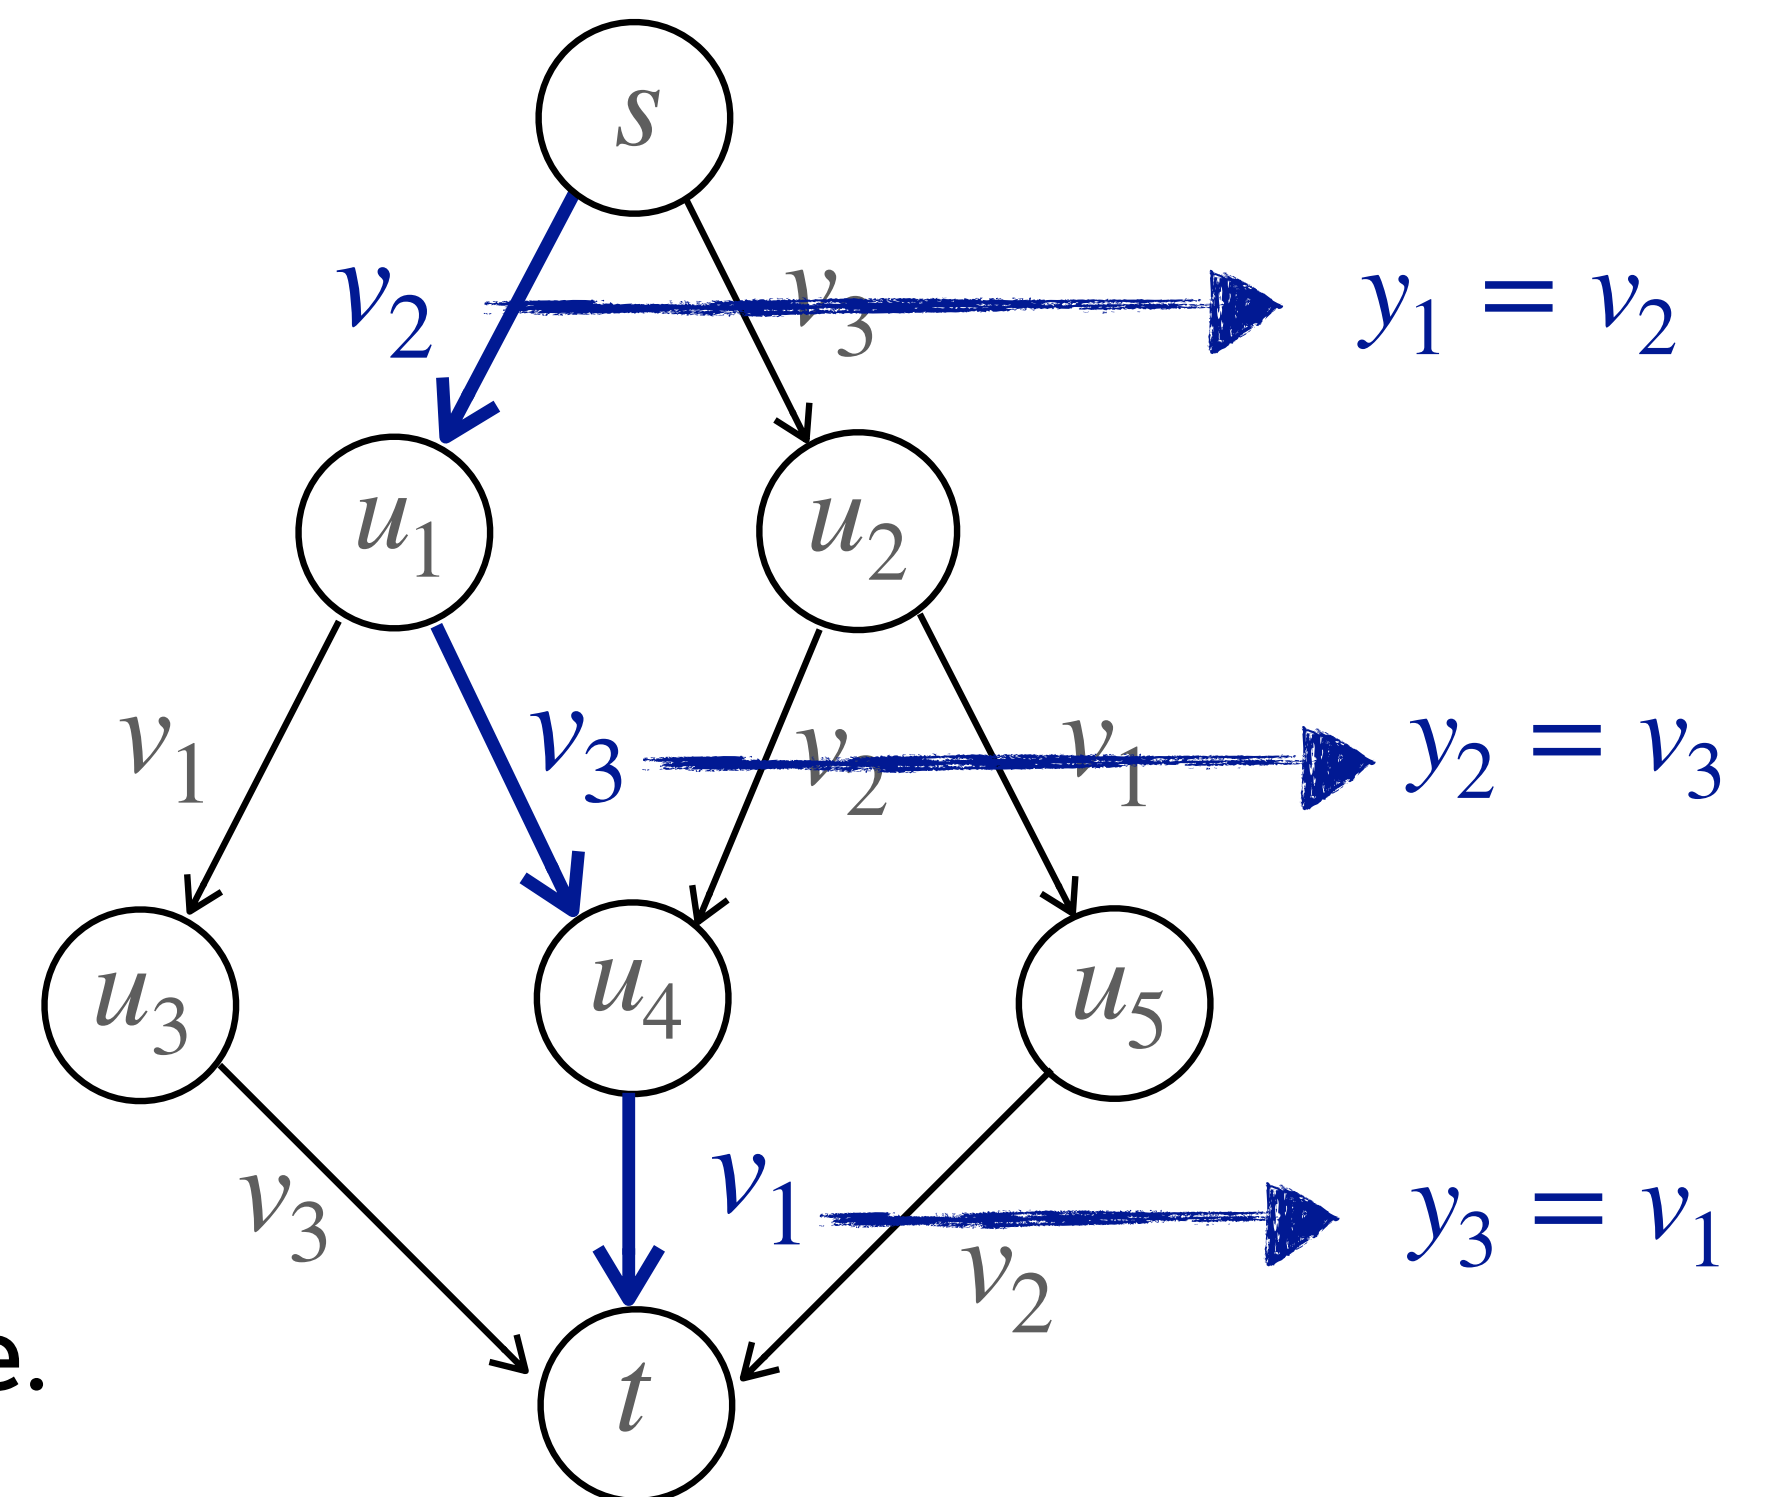 s
v₂ v₃ y₁ = v₂
u₁ u₂
v₁ v₃ v₂ v₁ y₂ = v₃
u₃ u₄ u₅
v₃ v₁ v₂ y₃ = v₁
e.
t